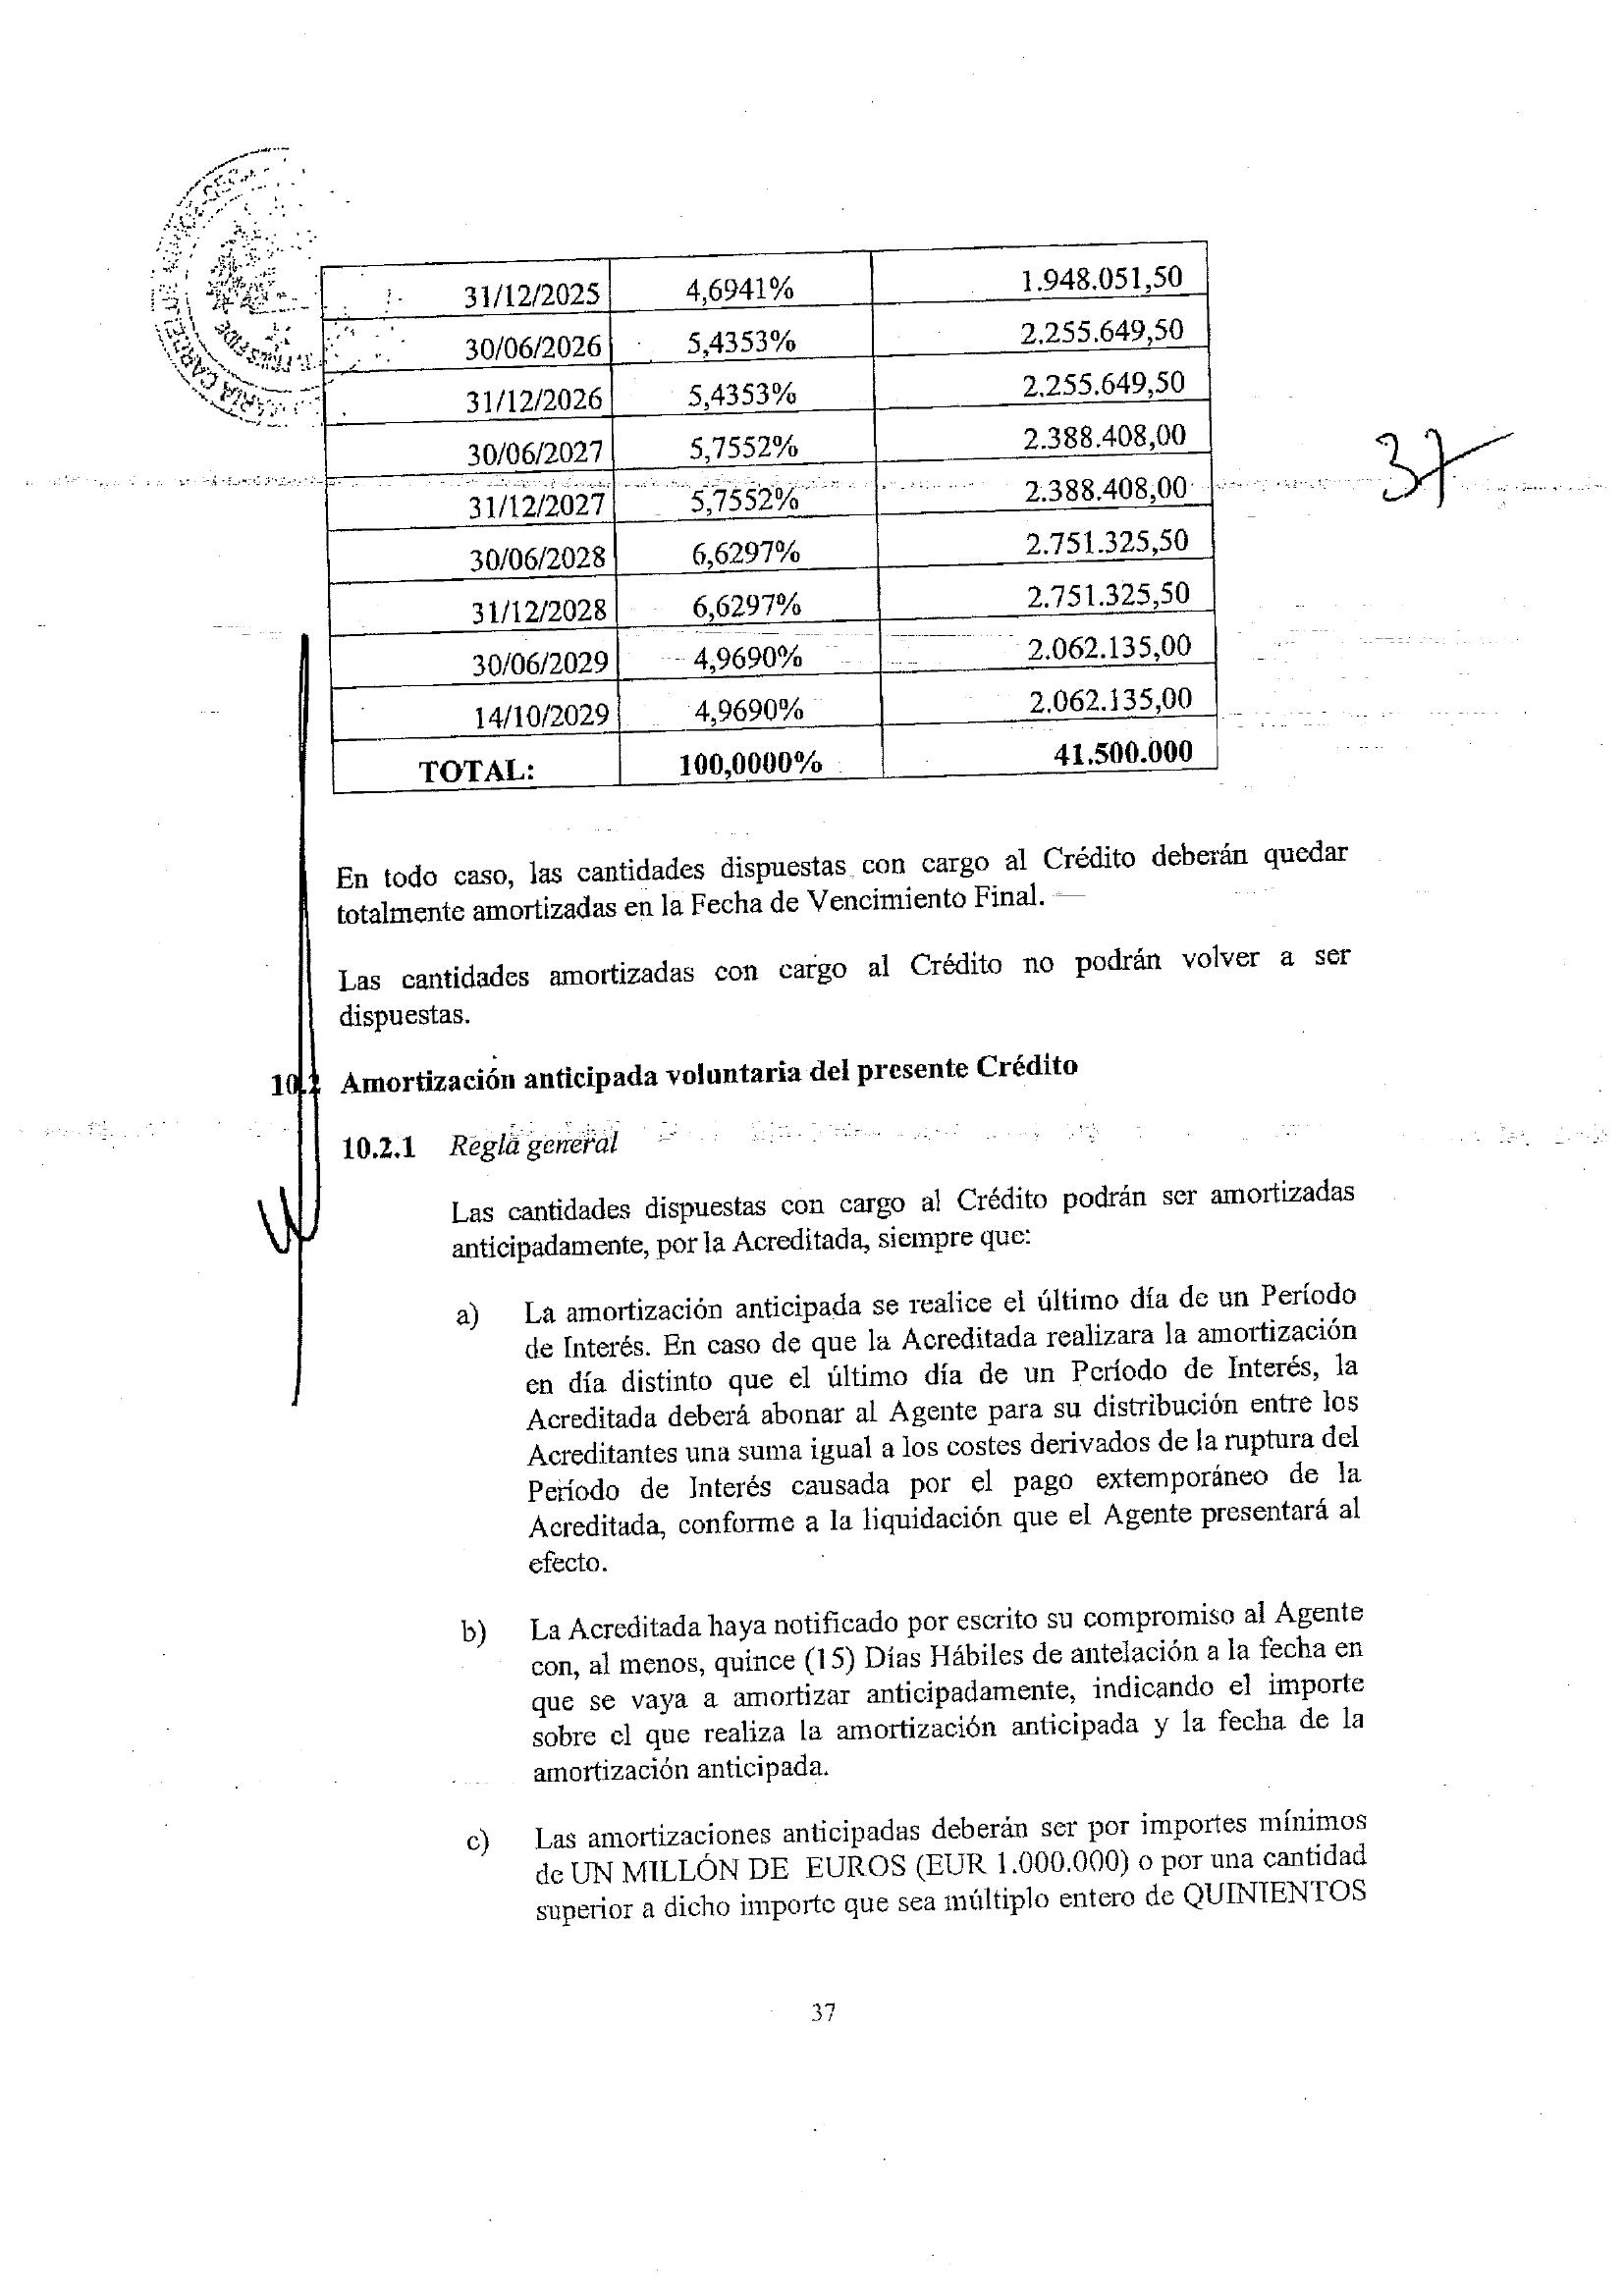 31/12/2025 4,6941% 1.948.051,50
30/06/2026 5,4353% 2.255.649,50
31/12/2026 5,4353% 2.255.649,50
30/06/2027 5,7552% 2.388.408,00
37
31/12/2027 5,7552% 2.388.408,00
30/06/2028 6,6297% 2.751.325,50
31/12/2028 6,6297% 2.751.325,50
30/06/2029 4,9690% 2.062.135,00
14/10/2029 4,9690% 2.062.135,00
TOTAL: 100,0000% 41.500.000
En todo caso, las cantidades dispuestas con cargo al Crédito deberán quedar
totalmente amortizadas en la Fecha de Vencimiento Final.
Las cantidades amortizadas con cargo al Crédito no podrán volver a ser
dispuestas.
10.2 Amortización anticipada voluntaria del presente Crédito
10.2.1 Regla general
Las cantidades dispuestas con cargo al Crédito podrán ser amortizadas
anticipadamente, por la Acreditada, siempre que:
a) La amortización anticipada se realice el último día de un Período
de Interés. En caso de que la Acreditada realizara la amortización
en día distinto que el último día de un Período de Interés, la
Acreditada deberá abonar al Agente para su distribución entre los
Acreditantes una suma igual a los costes derivados de la ruptura del
Período de Interés causada por el pago extemporáneo de la
Acreditada, conforme a la liquidación que el Agente presentará al
efecto.
b) La Acreditada haya notificado por escrito su compromiso al Agente
con, al menos, quince (15) Días Hábiles de antelación a la fecha en
que se vaya a amortizar anticipadamente, indicando el importe
sobre el que realiza la amortización anticipada y la fecha de la
amortización anticipada.
c) Las amortizaciones anticipadas deberán ser por importes mínimos
de UN MILLÓN DE EUROS (EUR 1.000.000) o por una cantidad
superior a dicho importe que sea múltiplo entero de QUINIENTOS
37